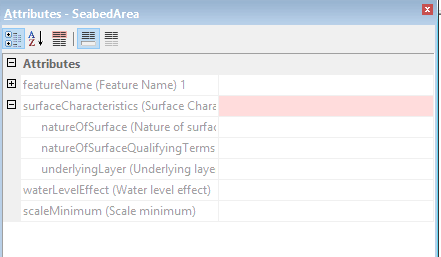 Attributes - SeabedArea
Attributes
featureName (Feature Name) 1
surfaceCharacteristics (Surface Chara
natureOfSurface (Nature of surfac
natureOfSurfaceQualifyingTerms
underlyingLayer (Underlying laye
waterLevelEffect (Water level effect)
scaleMinimum (Scale minimum)